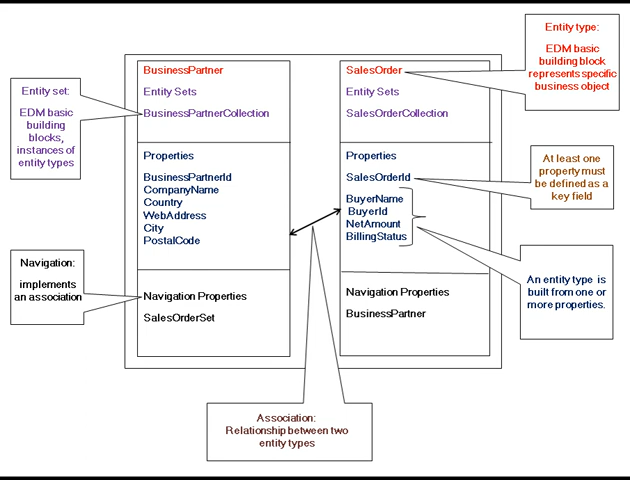 Entity type:
EDM basic
building block
represents specific
business object
BusinessPartner
Entity Sets
BusinessPartnerCollection
SalesOrder
Entity Sets
SalesOrderCollection
Entity set:
EDM basic
building
blocks,
instances of
entity types
Properties
BusinessPartnerId
CompanyName
Country
WebAddress
City
PostalCode
Properties
SalesOrderId
BuyerName
BuyerId
NetAmount
BillingStatus
At least one
property must
be defined as a
key field
Navigation:
implements
an association
Navigation Properties
SalesOrderSet
Navigation Properties
BusinessPartner
An entity type is
built from one or
more properties.
Association:
Relationship between two
entity types